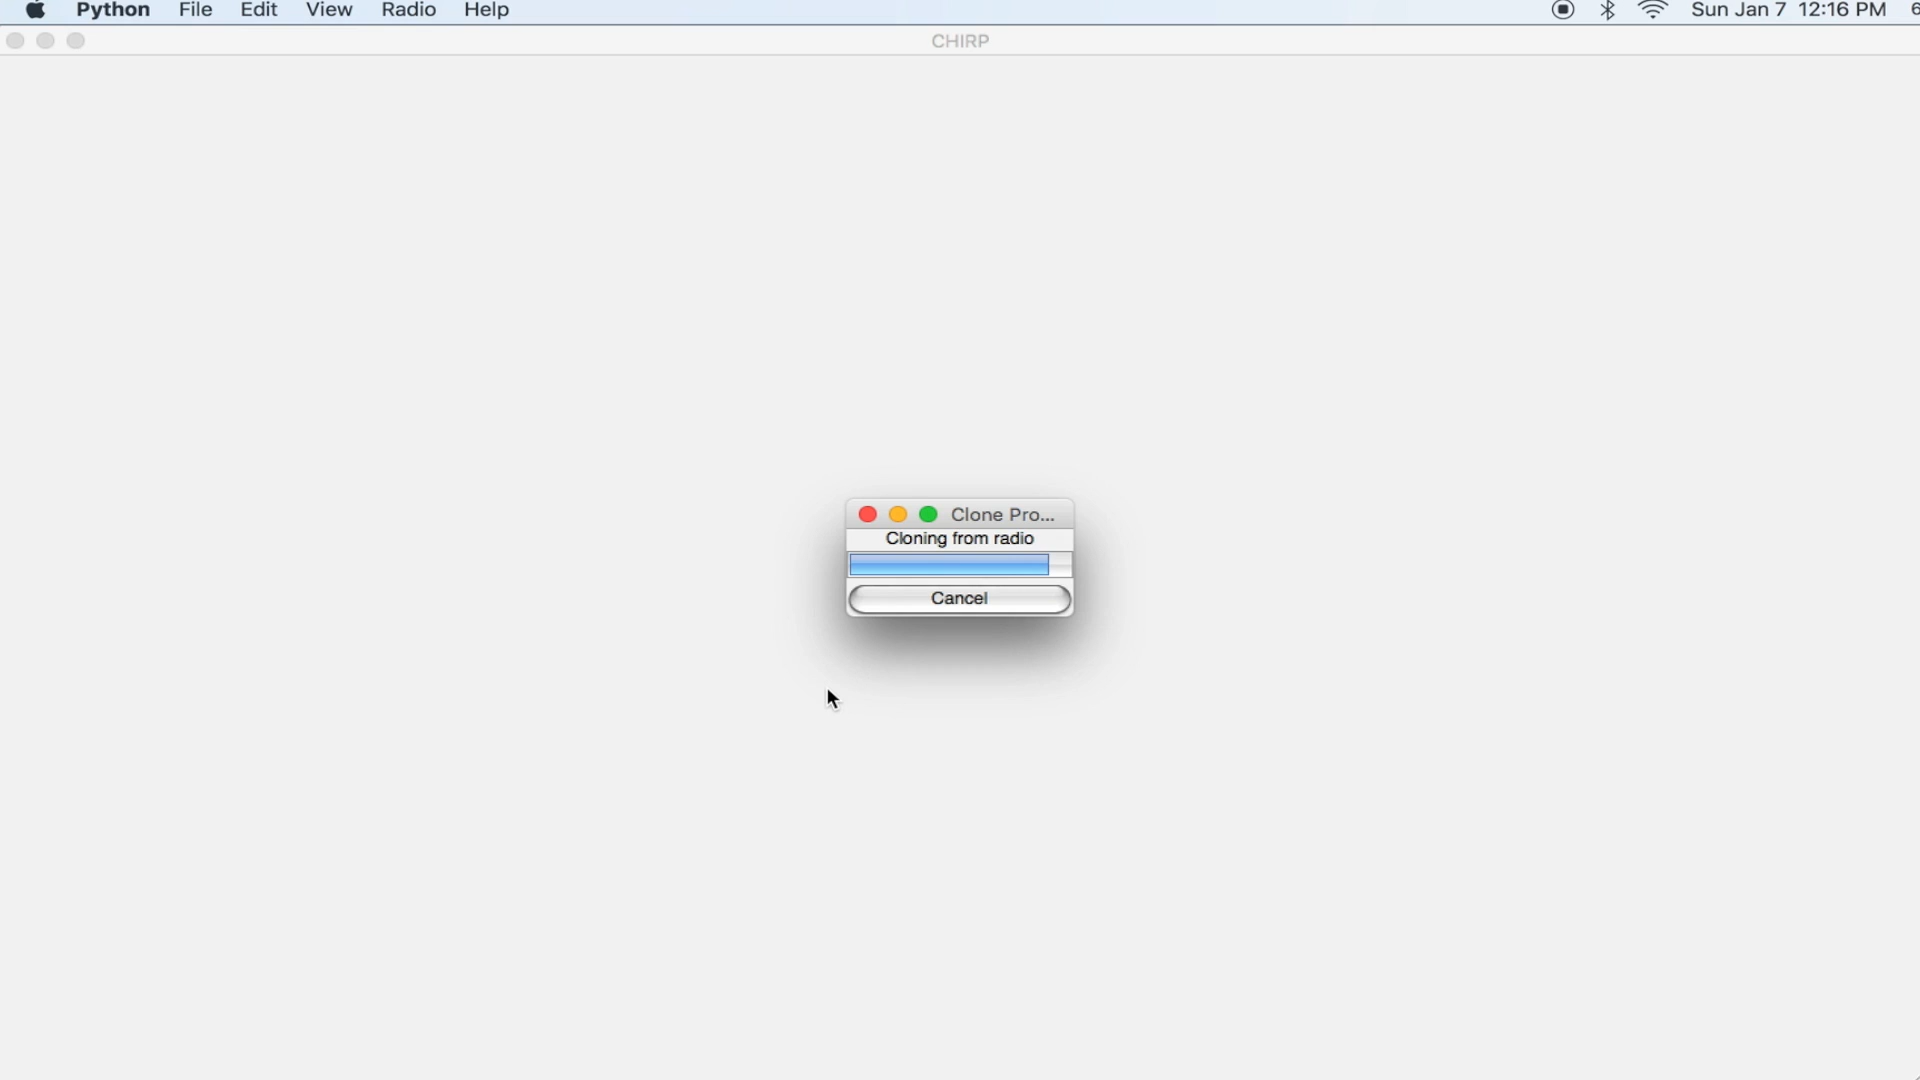 Python File Edit View Radio Help Sun Jan 7 12:16 PM
CHIRP
Clone Pro...
Cloning from radio
Cancel